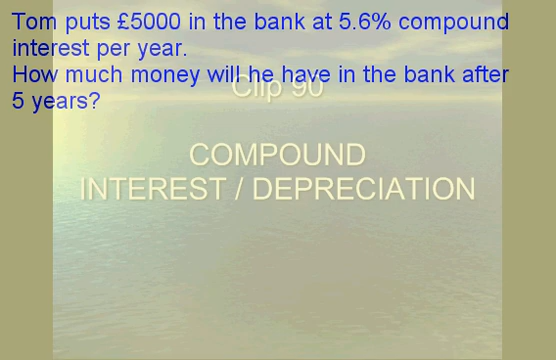 Tom puts £5000 in the bank at 5.6% compound
interest per year.
How much money will he have in the bank after
5 years?
Clip 90
COMPOUND
INTEREST / DEPRECIATION